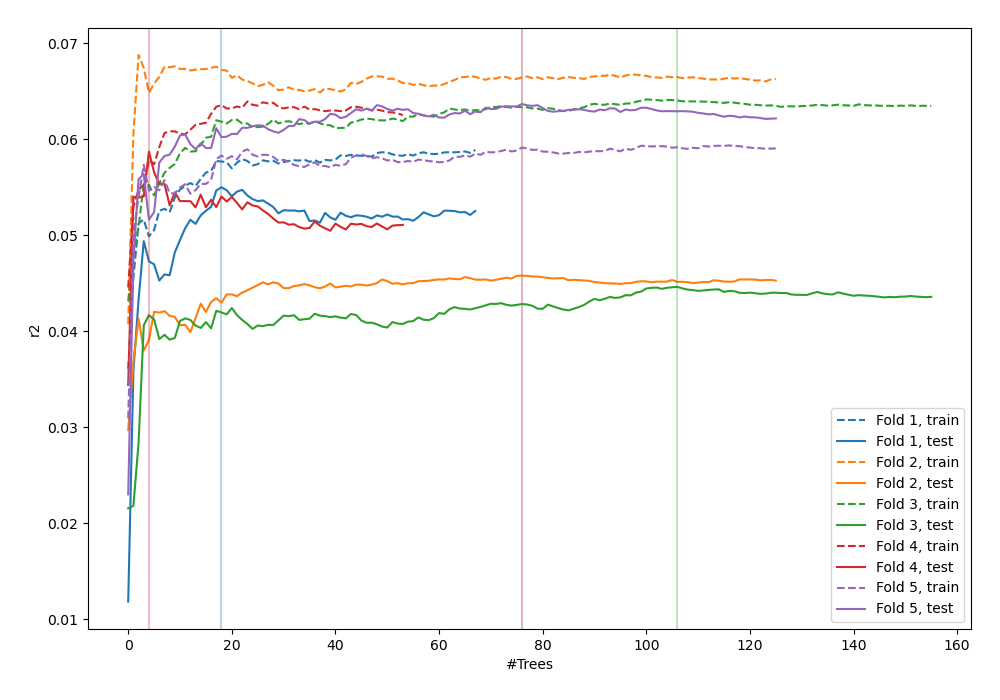 0.07
0.06
0.05
0.04
0.03
0.02
0.01
r2
0 20 40 60 80 100 120 140 160
#Trees
Fold 1, train
Fold 1, test
Fold 2, train
Fold 2, test
Fold 3, train
Fold 3, test
Fold 4, train
Fold 4, test
Fold 5, train
Fold 5, test